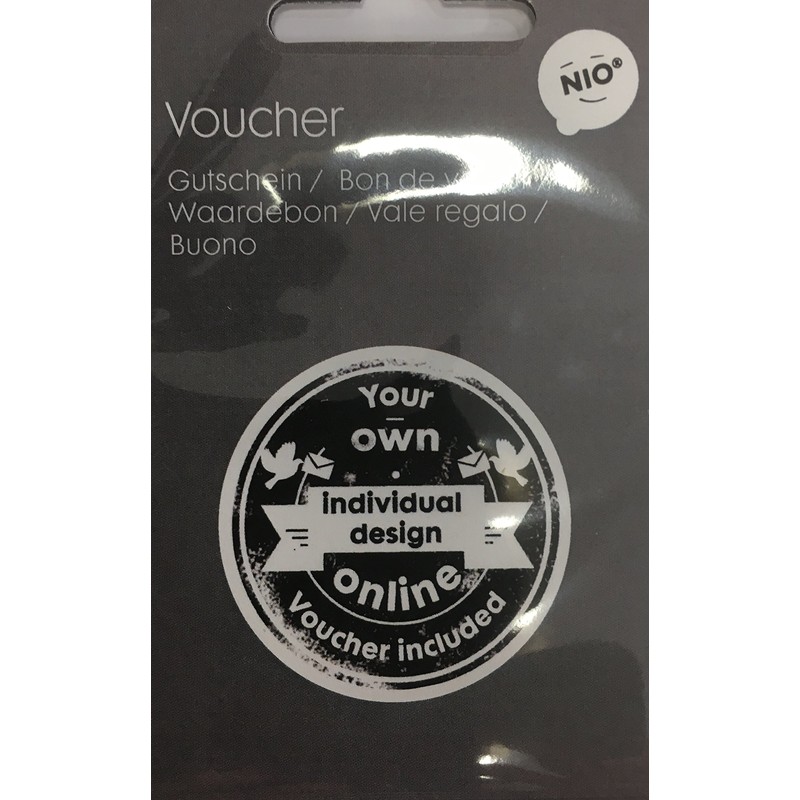 NIO®
Voucher
Gutschein / Bon de
Waardebon / Vale regalo /
Buono
Your
own
individual
design
online
Voucher included